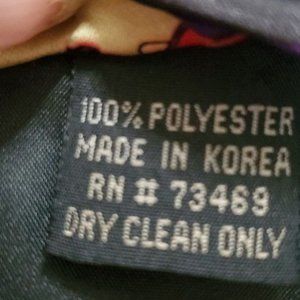 100% POLYESTER
MADE IN KOREA
RN # 73469
DRY CLEAN ONLY